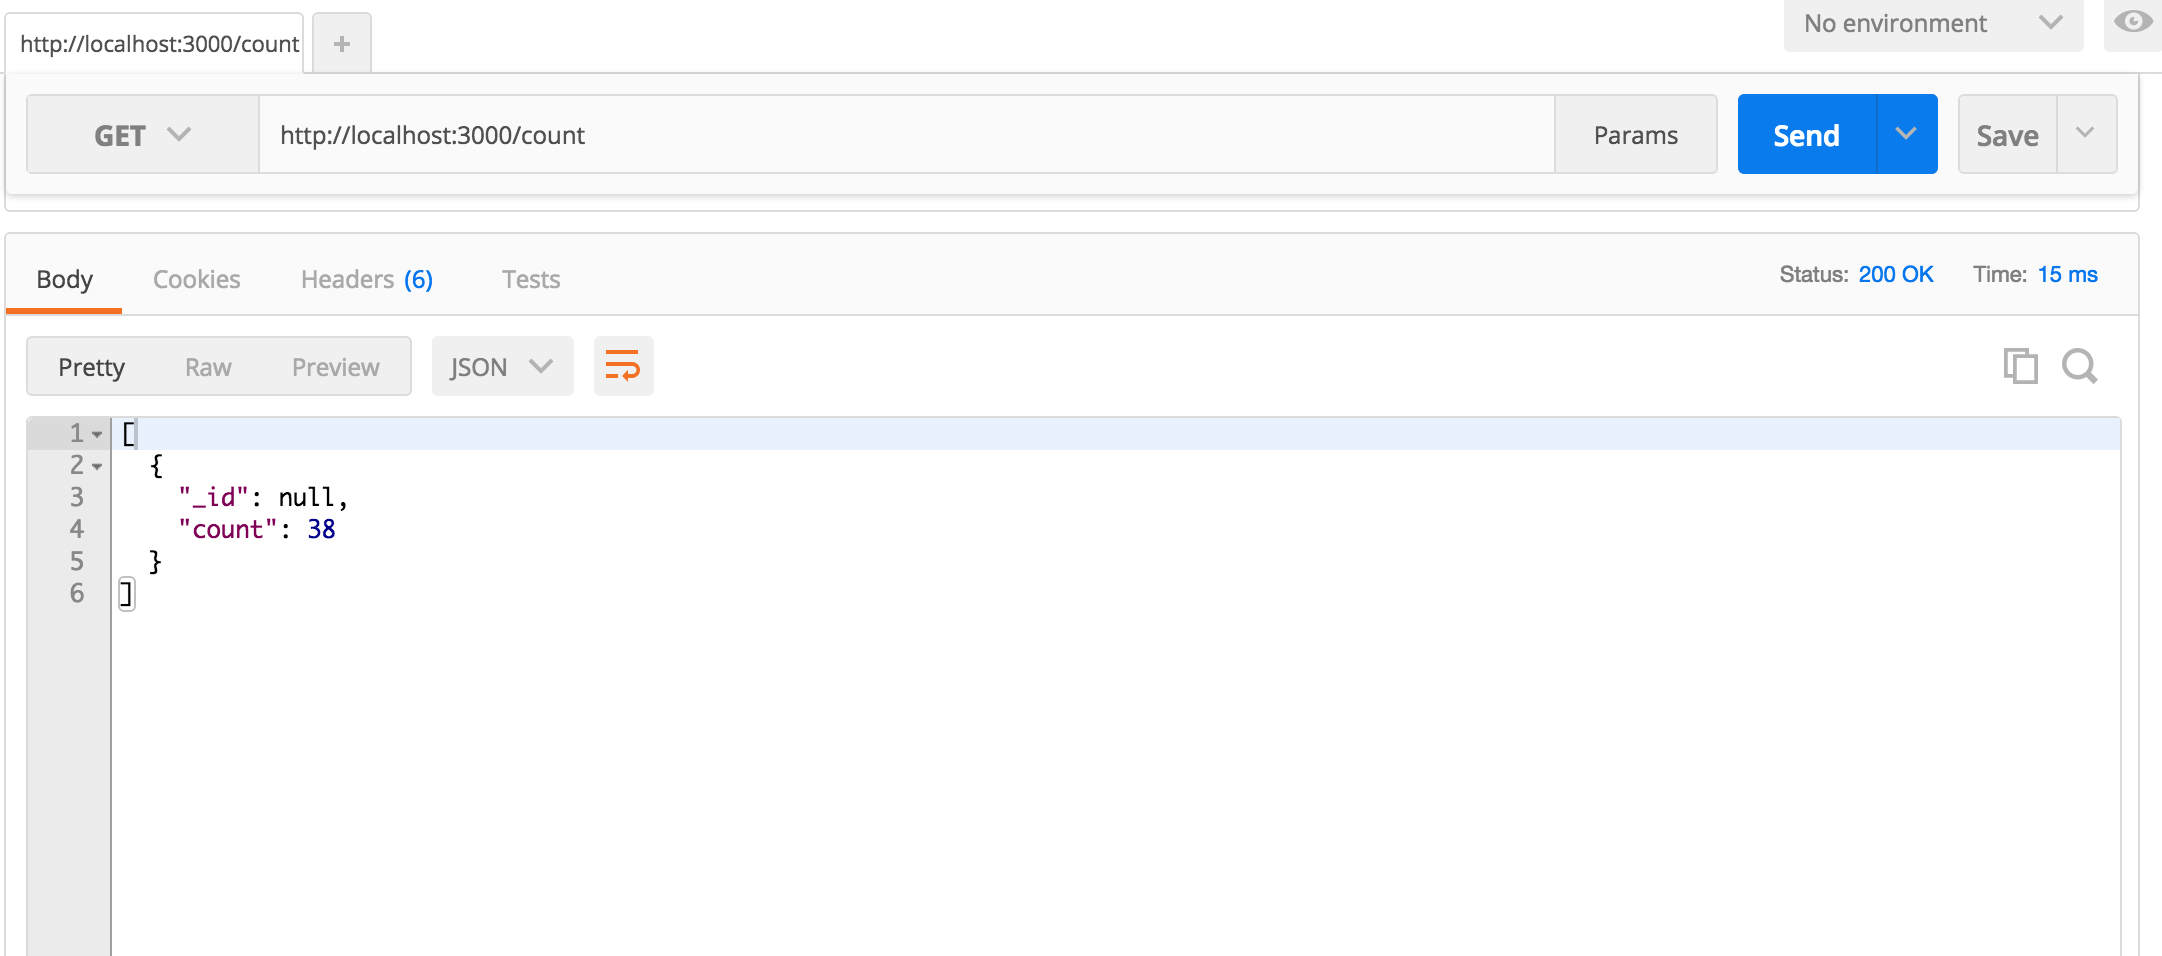 http://localhost:3000/count
No environment
GET http://localhost:3000/count Params Send Save
Body Cookies Headers (6) Tests Status: 200 OK Time: 15 ms
Pretty Raw Preview JSON
1 [
2 {
3 "_id": null,
4 "count": 38
5 }
6 ]